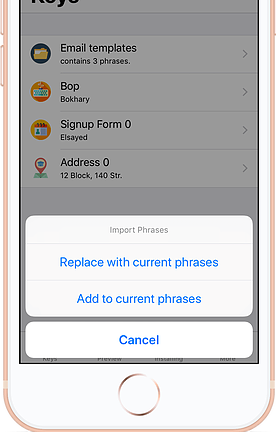 Keys
Email templates
contains 3 phrases.
Bop
Bokhary
Signup Form 0
Elsayed
Address 0
12 Block, 140 Str.
Import Phrases
Replace with current phrases
Add to current phrases
Cancel
Keys Preview Installing More